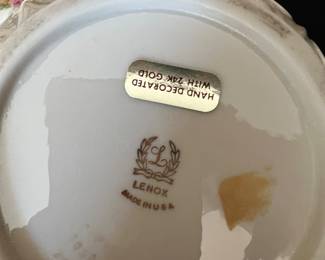 HAND DECORATED
WITH 24K GOLD
L
LENOX
MADE IN U S A